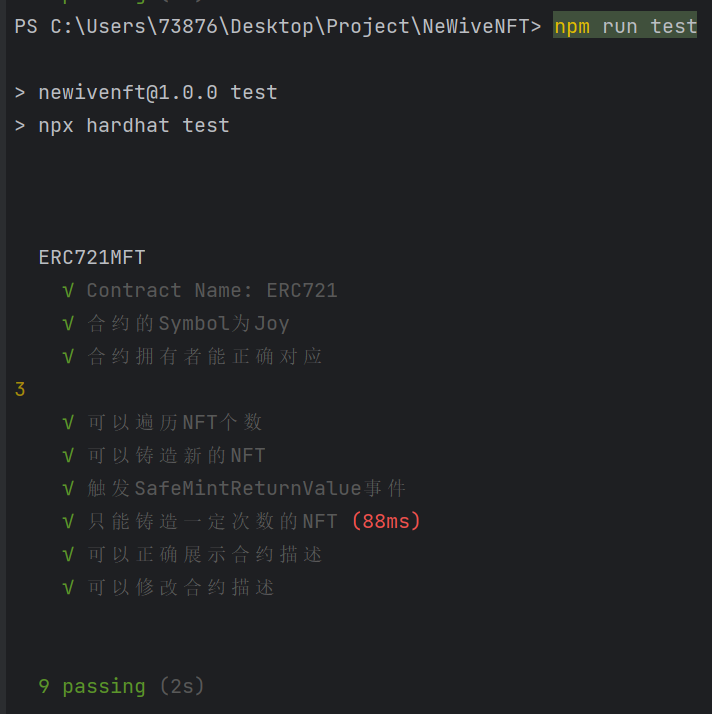 PS C:\Users\73876\Desktop\Project\NeWiveNFT> npm run test
> newivenft@1.0.0 test
> npx hardhat test
ERC721MFT
√ Contract Name: ERC721
√ 合约的Symbol为Joy
√ 合约拥有者能正确对应
3
√ 可以遍历NFT个数
√ 可以铸造新的NFT
√ 触发SafeMintReturnValue事件
√ 只能铸造一定次数的NFT (88ms)
√ 可以正确展示合约描述
√ 可以修改合约描述
9 passing (2s)